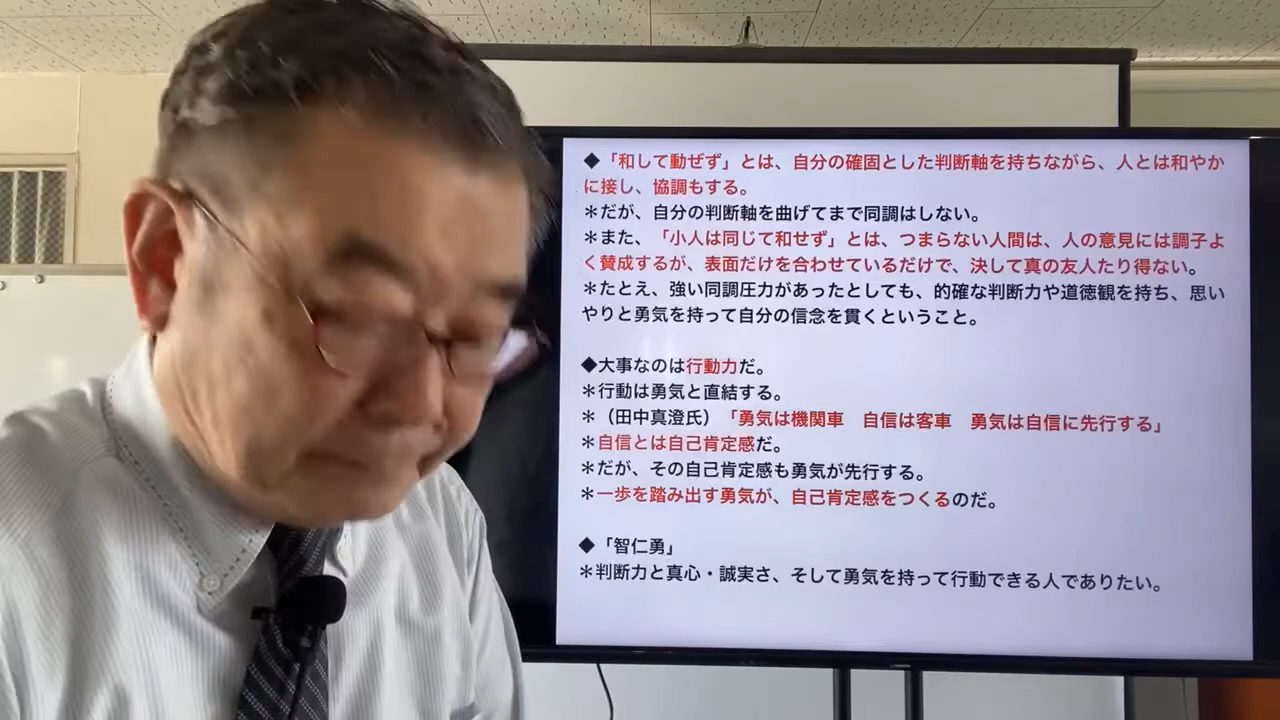 ◆「和して動ぜず」とは、自分の確固とした判断軸を持ちながら、人とは和やか
に接し、協調もする。
＊だが、自分の判断軸を曲げてまで同調はしない。
＊また、「小人は同じて和せず」とは、つまらない人間は、人の意見には調子よ
く賛成するが、表面だけを合わせているだけで、決して真の友人たり得ない。
＊たとえ、強い同調圧力があったとしても、的確な判断力や道徳観を持ち、思い
やりと勇気を持って自分の信念を貫くということ。
◆大事なのは行動力だ。
＊行動は勇気と直結する。
＊（田中真澄氏）「勇気は機関車　自信は客車　勇気は自信に先行する」
＊自信とは自己肯定感だ。
＊だが、その自己肯定感も勇気が先行する。
＊一歩を踏み出す勇気が、自己肯定感をつくるのだ。
◆「智仁勇」
＊判断力と真心・誠実さ、そして勇気を持って行動できる人でありたい。